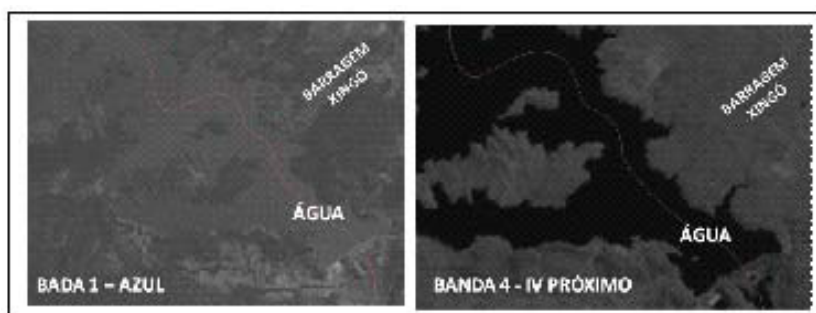 BARRAGEM
XINGÓ
ÁGUA
BADA 1 – AZUL
BARRAGEM
XINGÓ
ÁGUA
BANDA 4 - IV PRÓXIMO